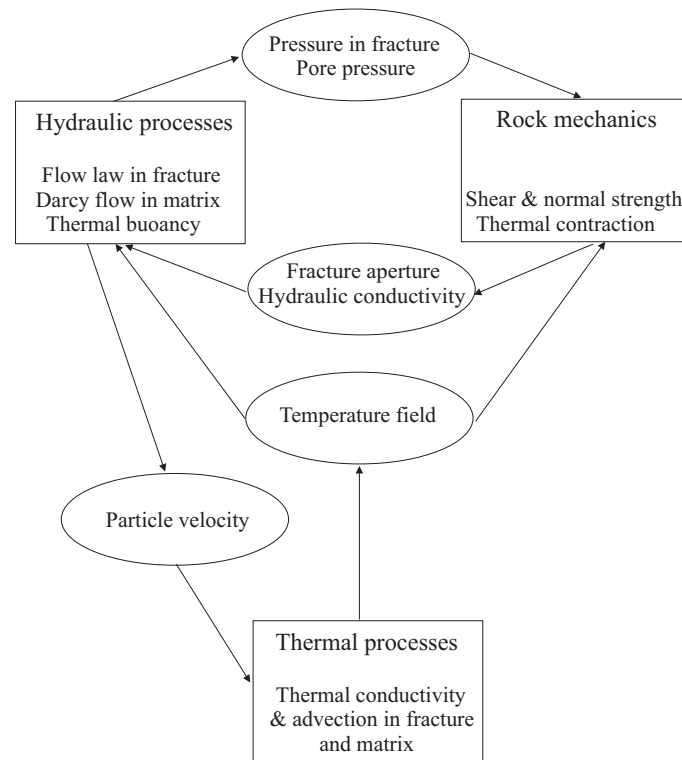 Pressure in fracture
Pore pressure
Hydraulic processes
Flow law in fracture
Darcy flow in matrix
Thermal buoancy
Rock mechanics
Shear & normal strength
Thermal contraction
Fracture aperture
Hydraulic conductivity
Temperature field
Particle velocity
Thermal processes
Thermal conductivity
& advection in fracture
and matrix